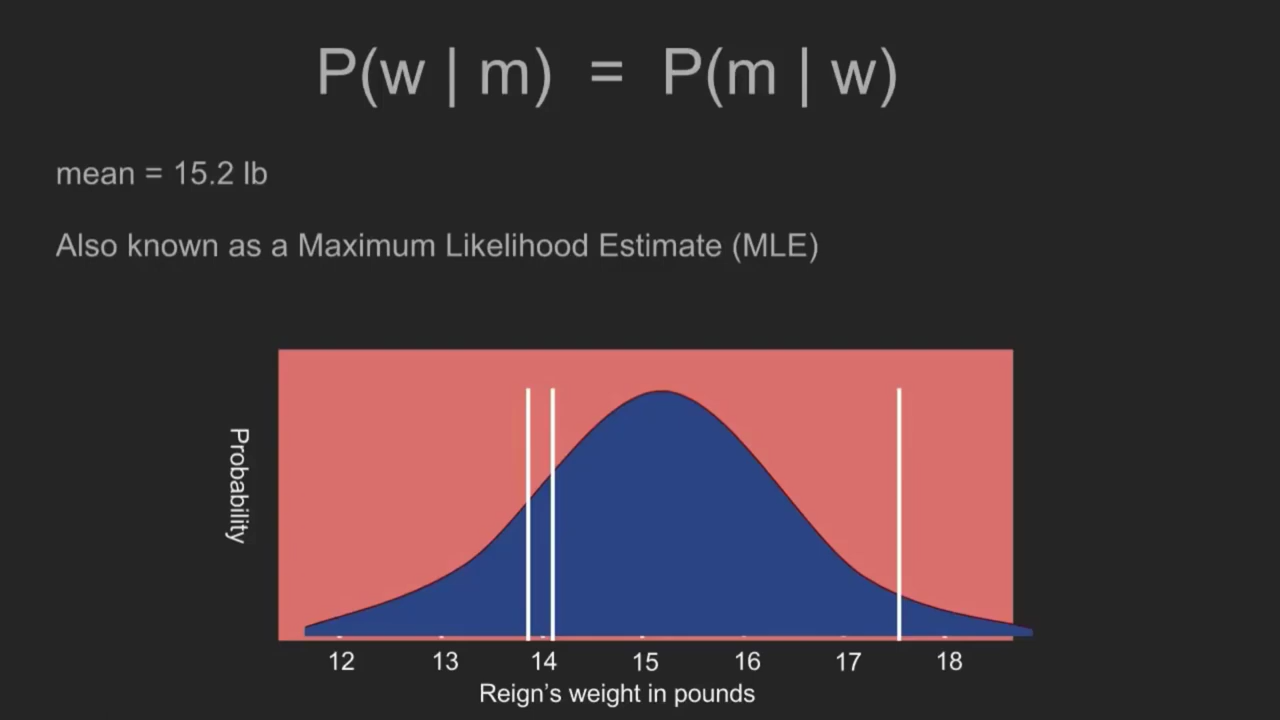 P(w | m) = P(m | w)
mean = 15.2 lb
Also known as a Maximum Likelihood Estimate (MLE)
Probability
12 13 14 15 16 17 18
Reign’s weight in pounds